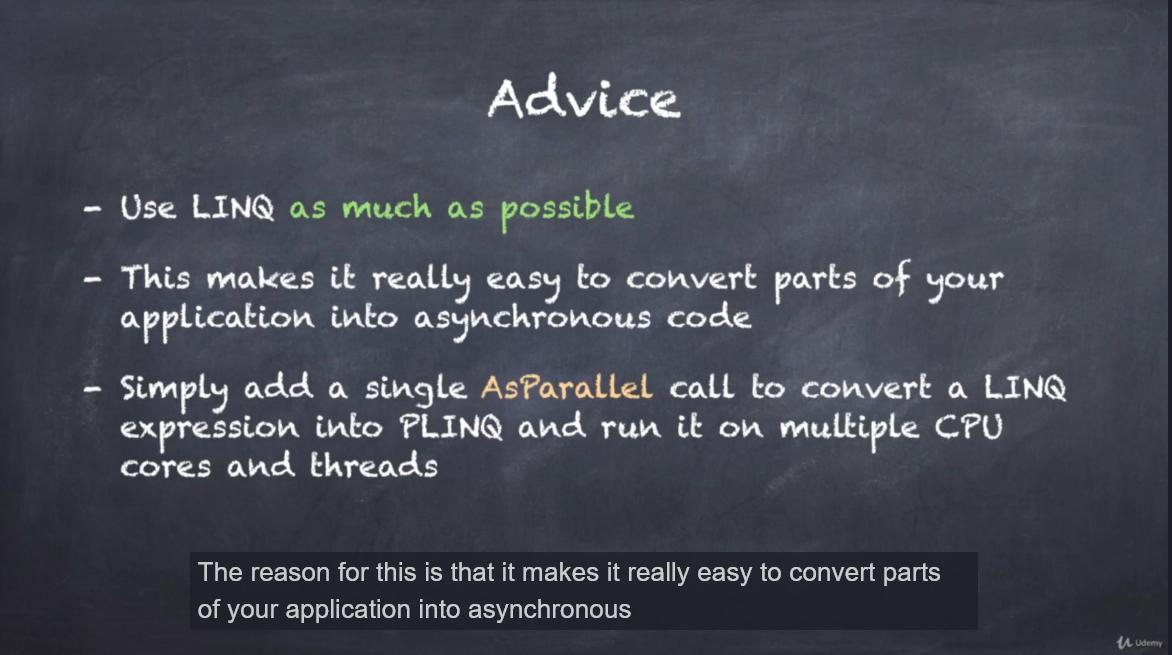 Advice
- Use LINQ as much as possible
- This makes it really easy to convert parts of your
application into asynchronous code
- Simply add a single AsParallel call to convert a LINQ
expression into PLINQ and run it on multiple CPU
cores and threads
The reason for this is that it makes it really easy to convert parts
of your application into asynchronous
Udemy